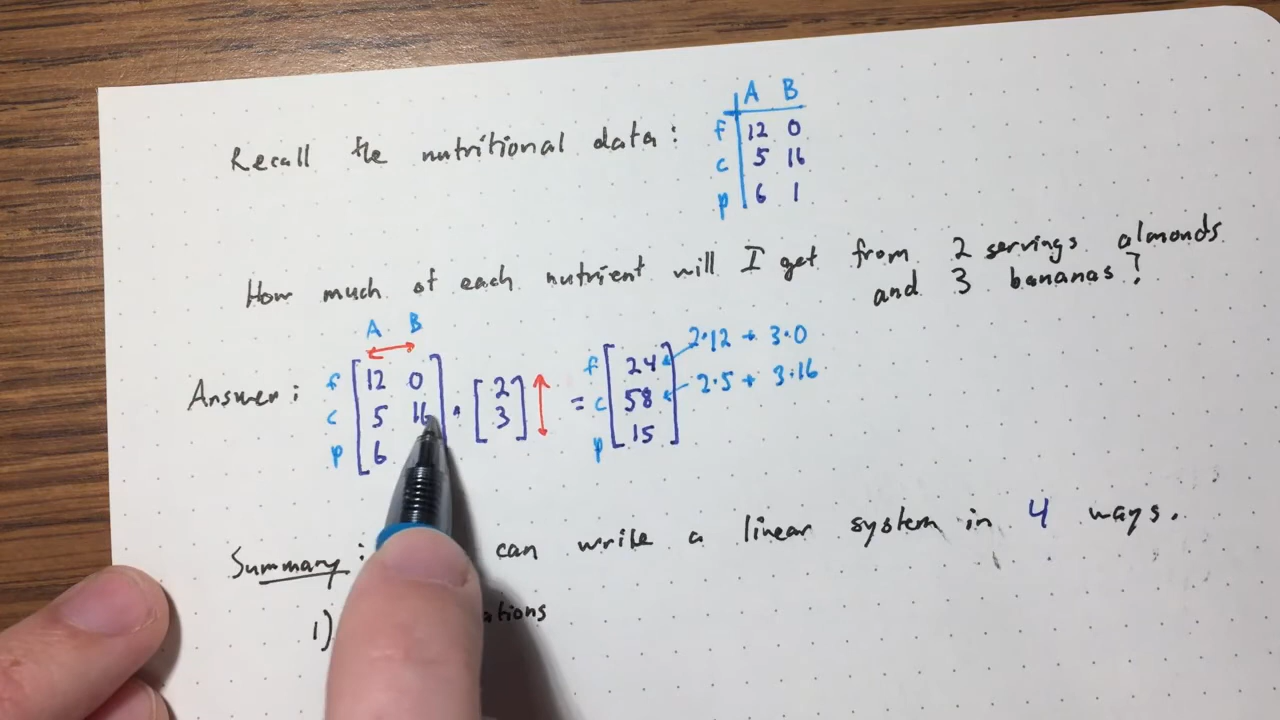 A B
Recall the nutritional data: f 12 0
c 5 16
p 6 1
How much of each nutrient will I get from 2 servings almonds
and 3 bananas?
A B
Answer: f 12 0 2 = f 24 2·12 + 3·0
c 5 16 · 3 c 58 2·5 + 3·16
p 6 p 15
Summary: can write a linear system in 4 ways.
1)